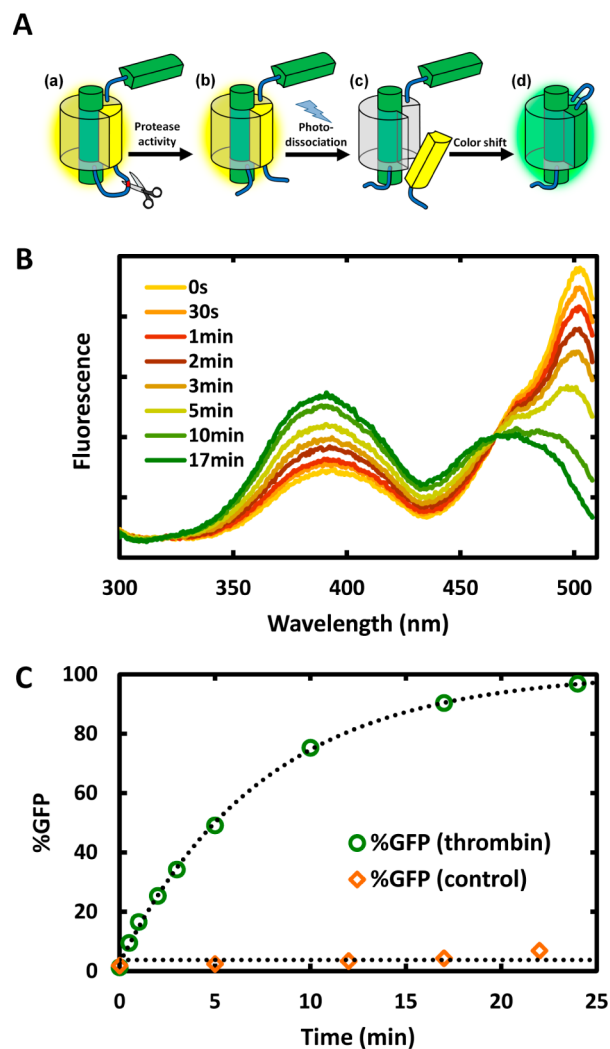 A
(a)
(b)
(c)
(d)
Protease
activity
Photo-
dissociation
Color shift
B
Fluorescence
0s
30s
1min
2min
3min
5min
10min
17min
300
350
400
450
500
Wavelength (nm)
C
%GFP
100
80
60
40
20
0
%GFP (thrombin)
%GFP (control)
0
5
10
15
20
25
Time (min)